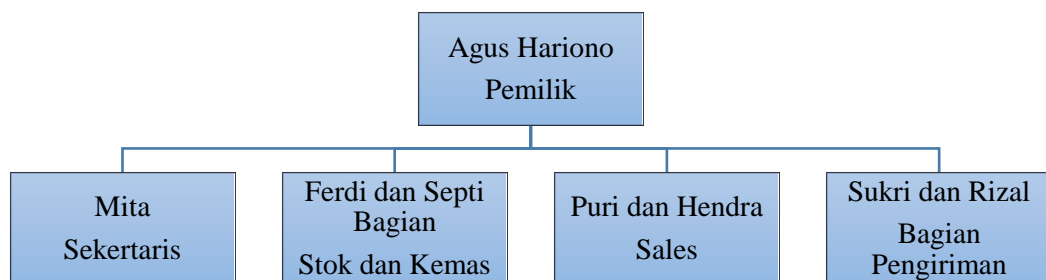 Agus Hariono
Pemilik
Mita
Sekertaris
Ferdi dan Septi
Bagian
Stok dan Kemas
Puri dan Hendra
Sales
Sukri dan Rizal
Bagian
Pengiriman